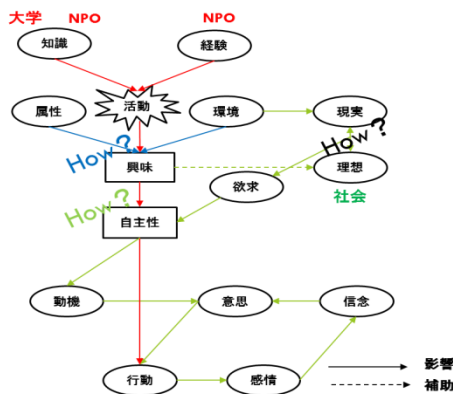 大学 NPO NPO
知識 経験
属性 活動 環境 現実
How? How?
興味 理想
欲求 社会
How?
自主性
動機 意思 信念
行動 感情
影響
補助